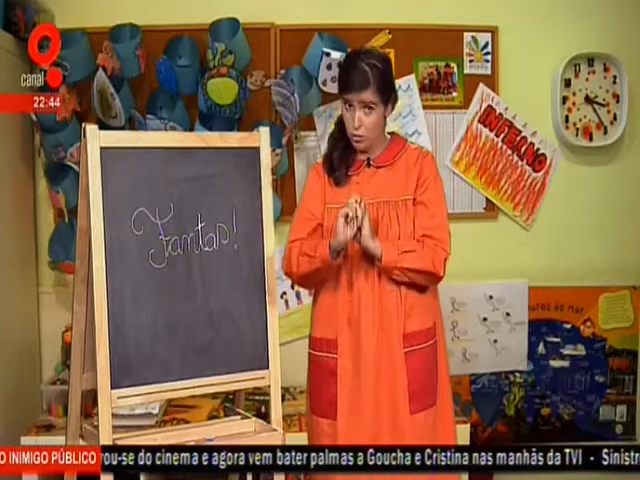 canal
22:44
INFERNO
Fantas!
O INIMIGO PÚBLICO
rou-se do cinema e agora vem bater palmas a Goucha e Cristina nas manhãs da TVI - Sinistr